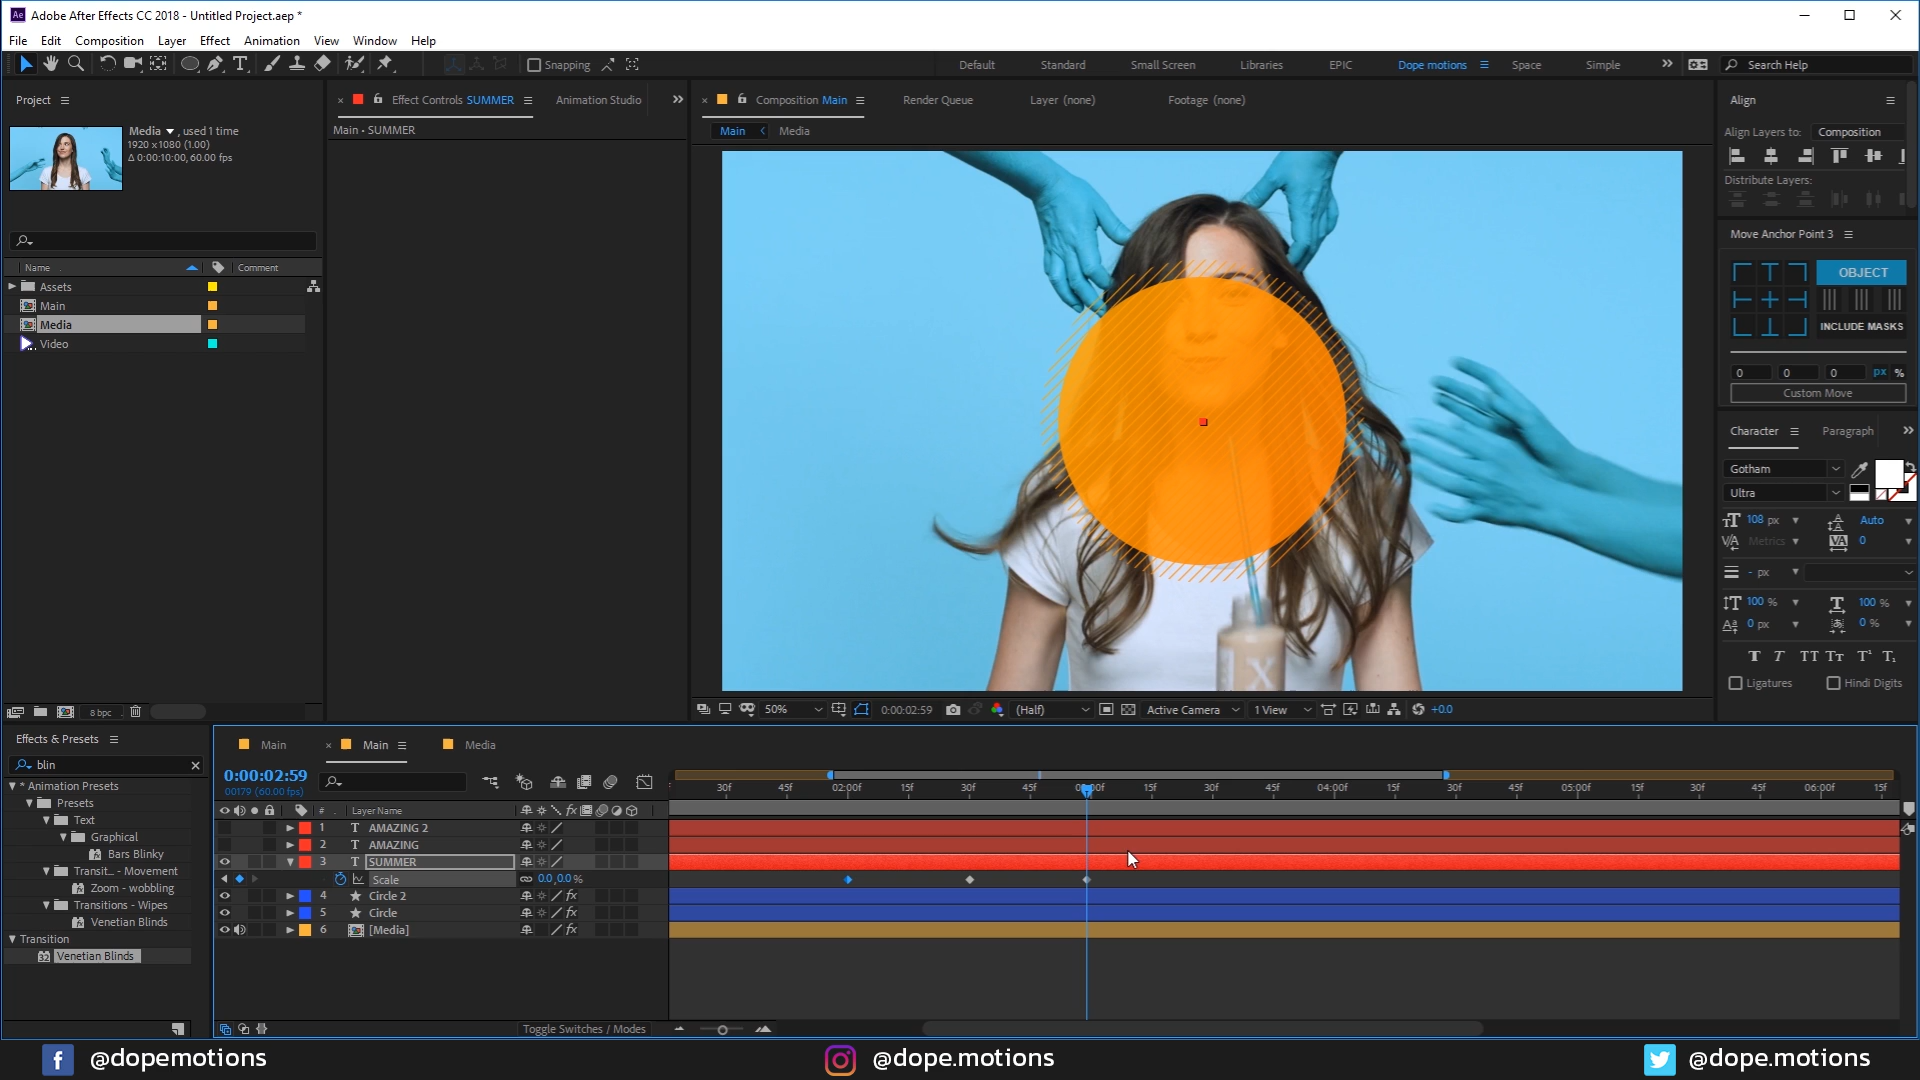 Ae Adobe After Effects CC 2018 - Untitled Project.aep *
File Edit Composition Layer Effect Animation View Window Help
Snapping Default Standard Small Screen Libraries EPIC Dope motions Space Simple Search Help
Project
Media , used 1 time
1920 x1080 (1.00)
Δ 0:00:10:00, 60.00 fps
Name Comment
Assets
Main
Media
Video
8 bpc
Effect Controls SUMMER Animation Studio
Main • SUMMER
Composition Main Render Queue Layer (none) Footage (none)
Main Media
50% 0:00:02:59 (Half) Active Camera 1 View +0.0
Align
Align Layers to: Composition
Distribute Layers:
Move Anchor Point 3
OBJECT
INCLUDE MASKS
0 0 0 px %
Custom Move
Character Paragraph
Gotham
Ultra
108 px Auto
Metrics 0
- px
100 % 100 %
0 px 0 %
Ligatures Hindi Digits
Effects & Presets
blin
* Animation Presets
Presets
Text
Graphical
Bars Blinky
Transit... - Movement
Zoom - wobbling
Transitions - Wipes
Venetian Blinds
Transition
Venetian Blinds
Main Main Media
0:00:02:59
00179 (60.00 fps)
30f 45f 02:00f 15f 30f 45f 15f 30f 45f 04:00f 15f 30f 45f 05:00f 15f 30f 45f 06:00f 15f
# Layer Name
1 T AMAZING 2
2 T AMAZING
3 T SUMMER
Scale 0.0,0.0%
4 Circle 2
5 Circle
6 [Media]
Toggle Switches / Modes
@dopemotions @dope.motions @dope.motions